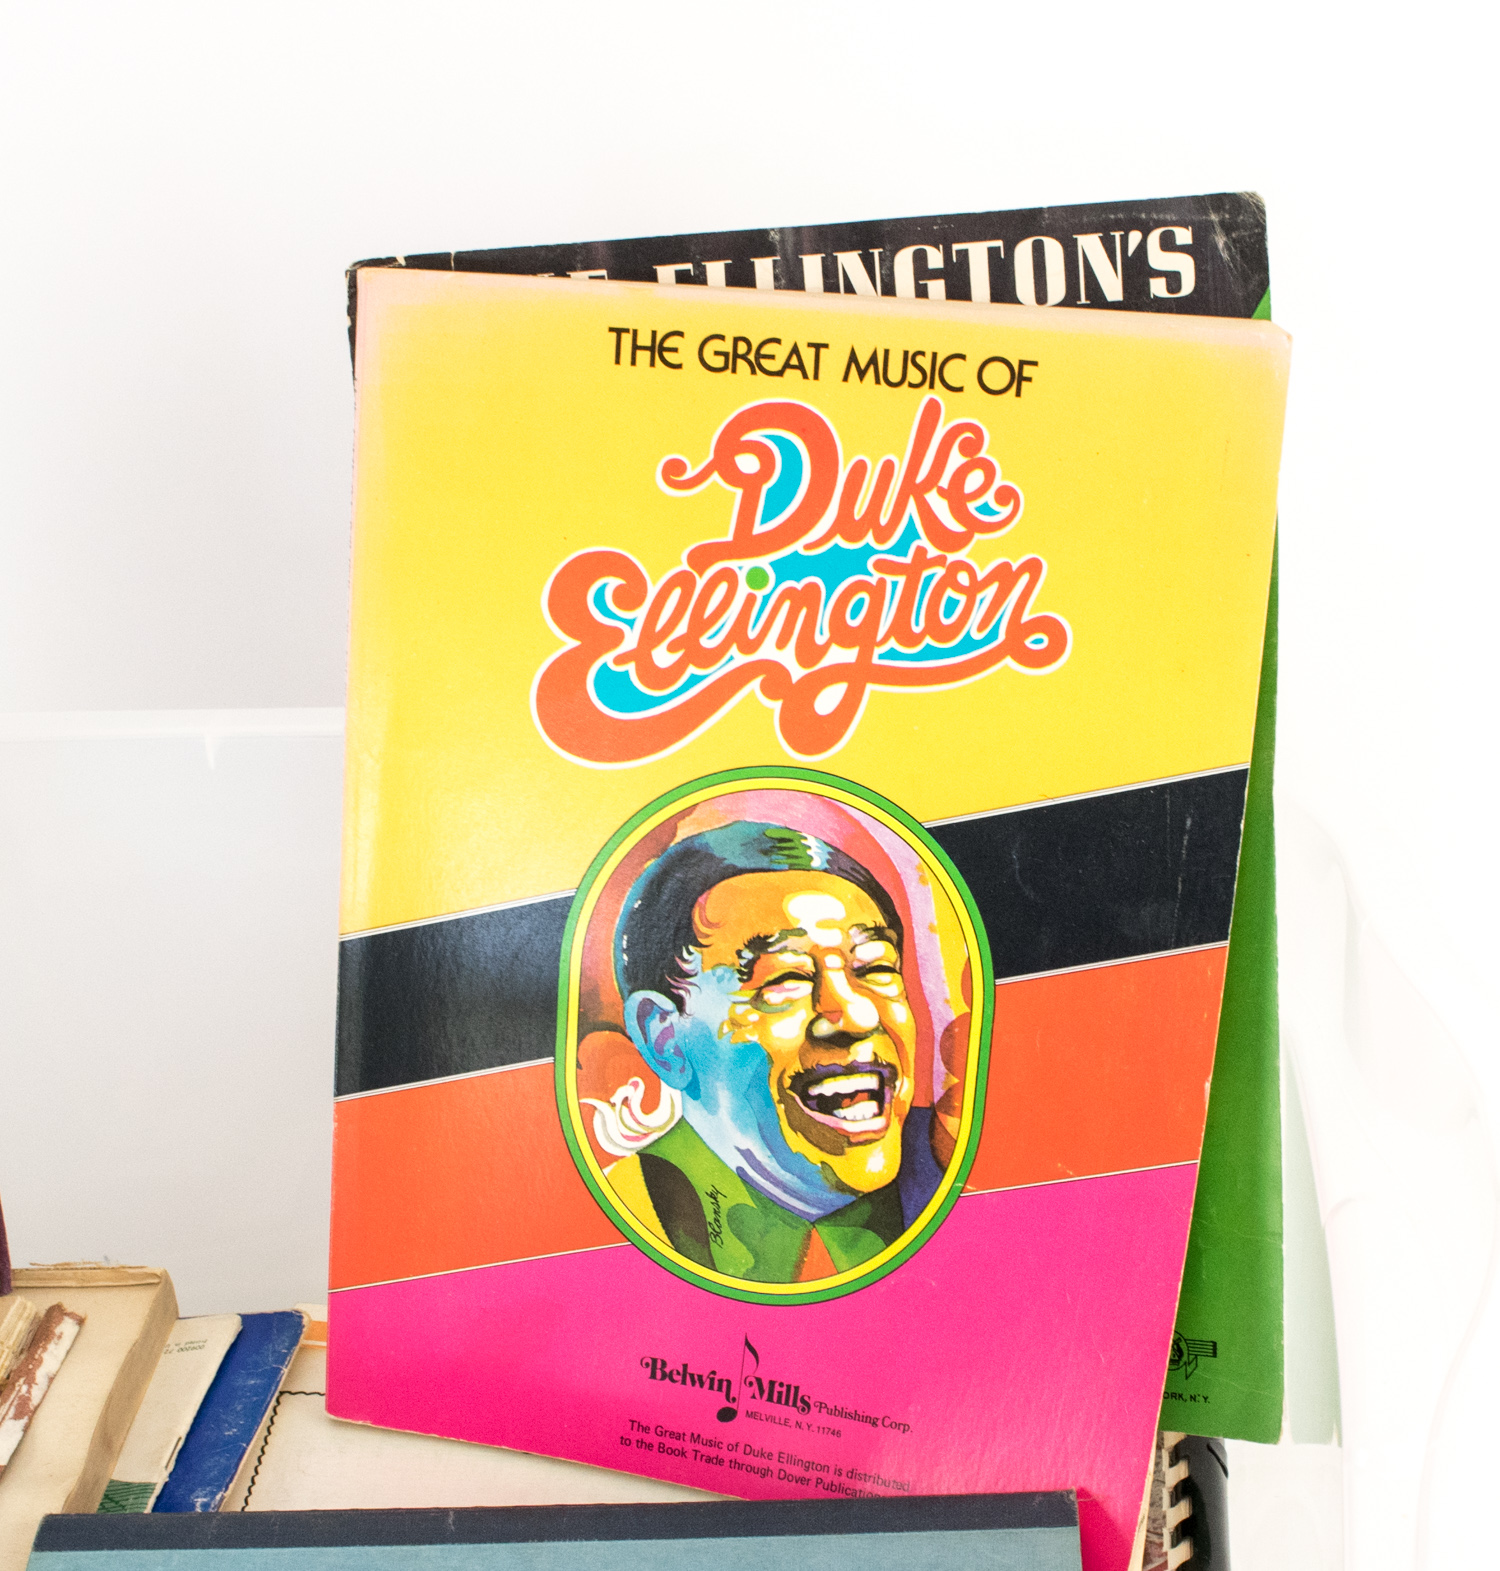 ELLINGTON'S
THE GREAT MUSIC OF
Duke
Ellington
Blansky
Belwin Mills Publishing Corp.
MELVILLE, N.Y. 11746
The Great Music of Duke Ellington is distributed
to the Book Trade through Dover
N.Y.